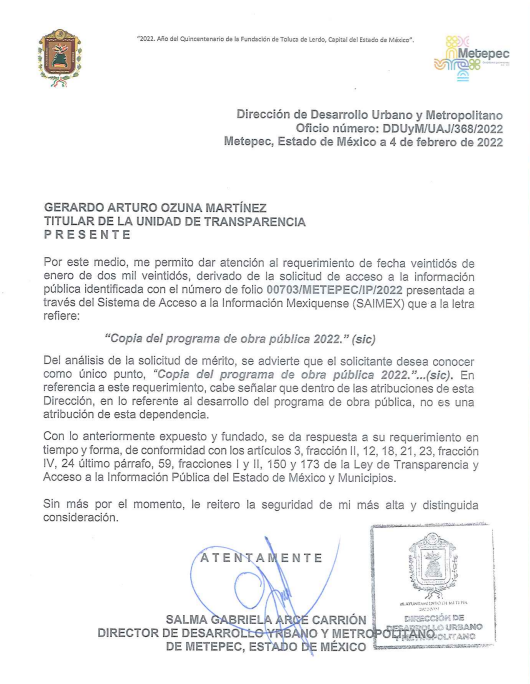 "2022. Año del Quincentenario de la Fundación de Toluca de Lerdo, Capital del Estado de México".
Metepec
Dirección de Desarrollo Urbano y Metropolitano
Oficio número: DDUyM/UAJ/368/2022
Metepec, Estado de México a 4 de febrero de 2022
GERARDO ARTURO OZUNA MARTÍNEZ
TITULAR DE LA UNIDAD DE TRANSPARENCIA
P R E S E N T E
Por este medio, me permito dar atención al requerimiento de fecha veintidós de
enero de dos mil veintidós, derivado de la solicitud de acceso a la información
pública identificada con el número de folio 00703/METEPEC/IP/2022 presentada a
través del Sistema de Acceso a la Información Mexiquense (SAIMEX) que a la letra
refiere:
"Copia del programa de obra pública 2022." (sic)
Del análisis de la solicitud de mérito, se advierte que el solicitante desea conocer
como único punto, "Copia del programa de obra pública 2022."...(sic). En
referencia a este requerimiento, cabe señalar que dentro de las atribuciones de esta
Dirección, en lo referente al desarrollo del programa de obra pública, no es una
atribución de esta dependencia.
Con lo anteriormente expuesto y fundado, se da respuesta a su requerimiento en
tiempo y forma, de conformidad con los artículos 3, fracción II, 12, 18, 21, 23, fracción
IV, 24 último párrafo, 59, fracciones I y II, 150 y 173 de la Ley de Transparencia y
Acceso a la Información Pública del Estado de México y Municipios.
Sin más por el momento, le reitero la seguridad de mi más alta y distinguida
consideración.
A T E N T A M E N T E
SALMA GABRIELA ARCE CARRIÓN
DIRECTOR DE DESARROLLO URBANO Y METROPOLITANO
DE METEPEC, ESTADO DE MÉXICO
DIRECCIÓN DE
DESARROLLO URBANO
Y METROPOLITANO